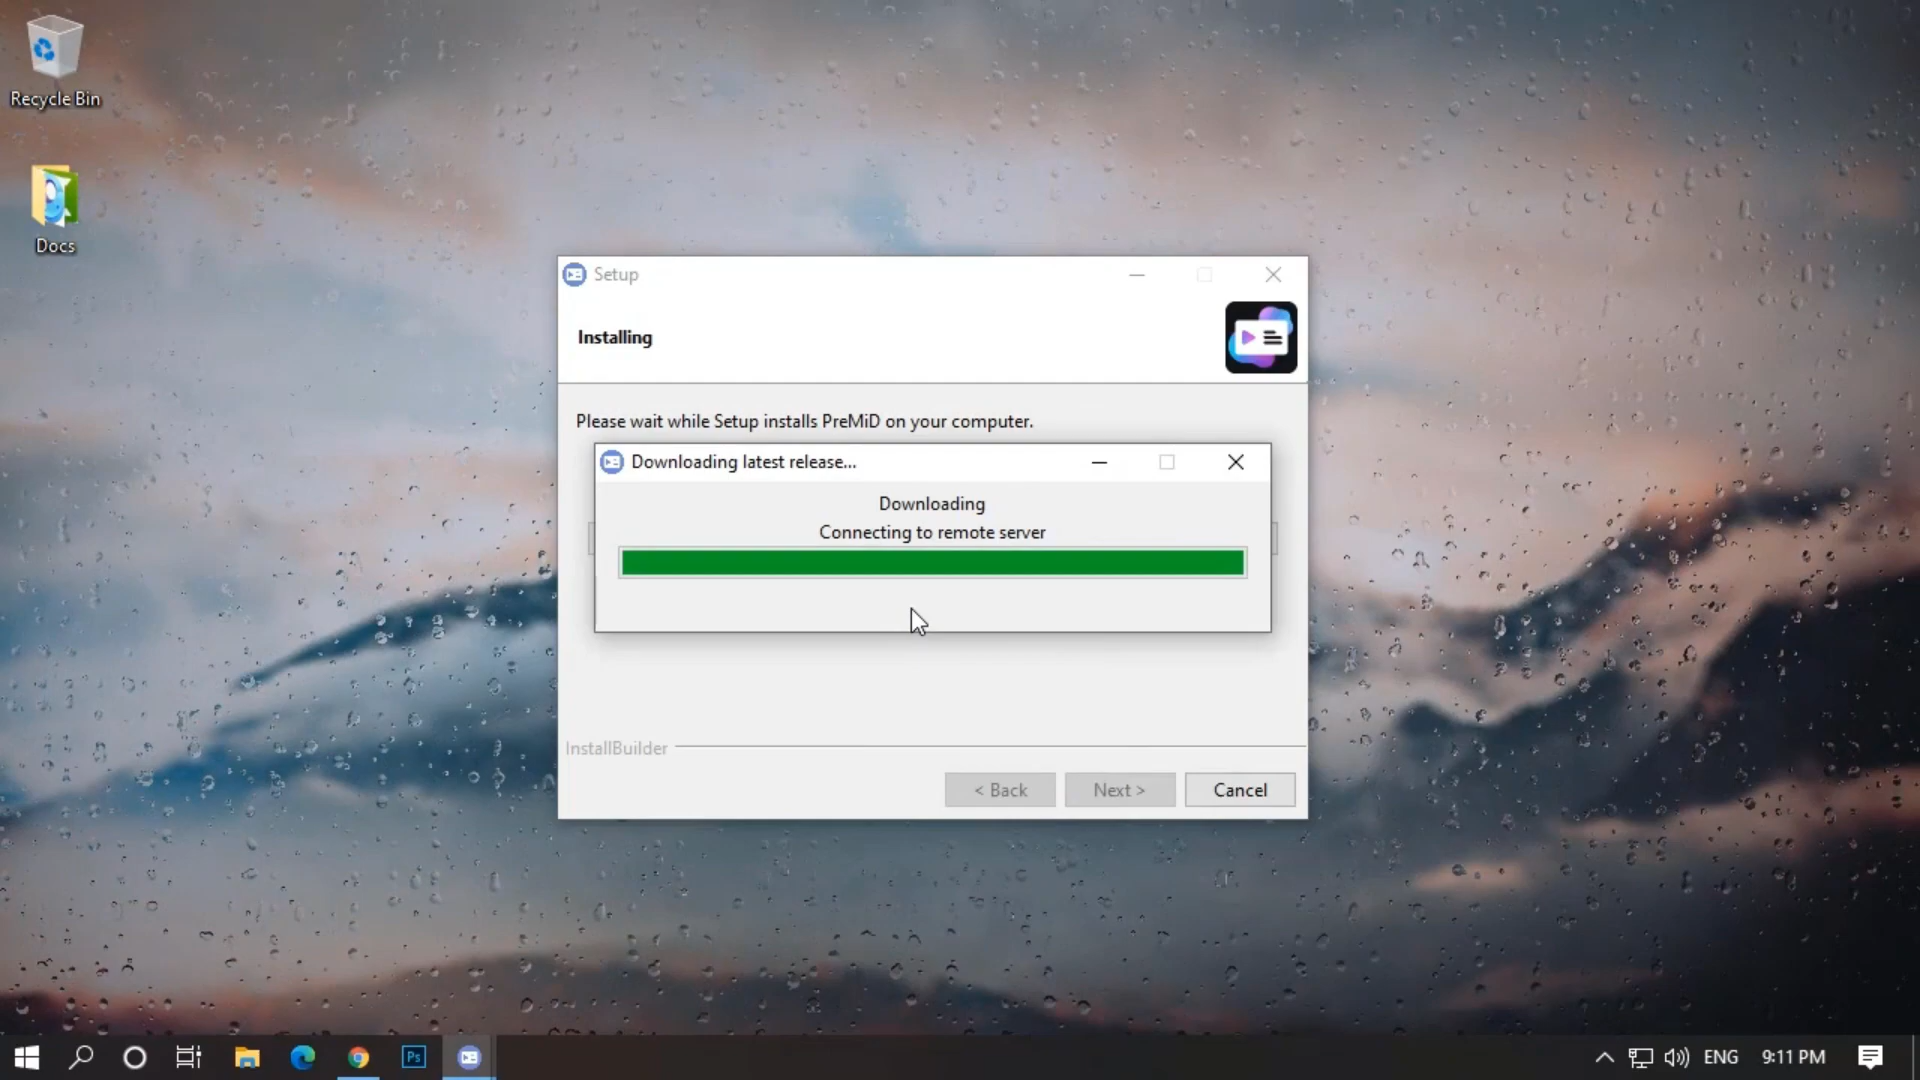 Recycle Bin
Docs
Setup
Installing
Please wait while Setup installs PreMiD on your computer.
Downloading latest release...
Downloading
Connecting to remote server
InstallBuilder
< Back
Next >
Cancel
Ps
ENG
9:11 PM